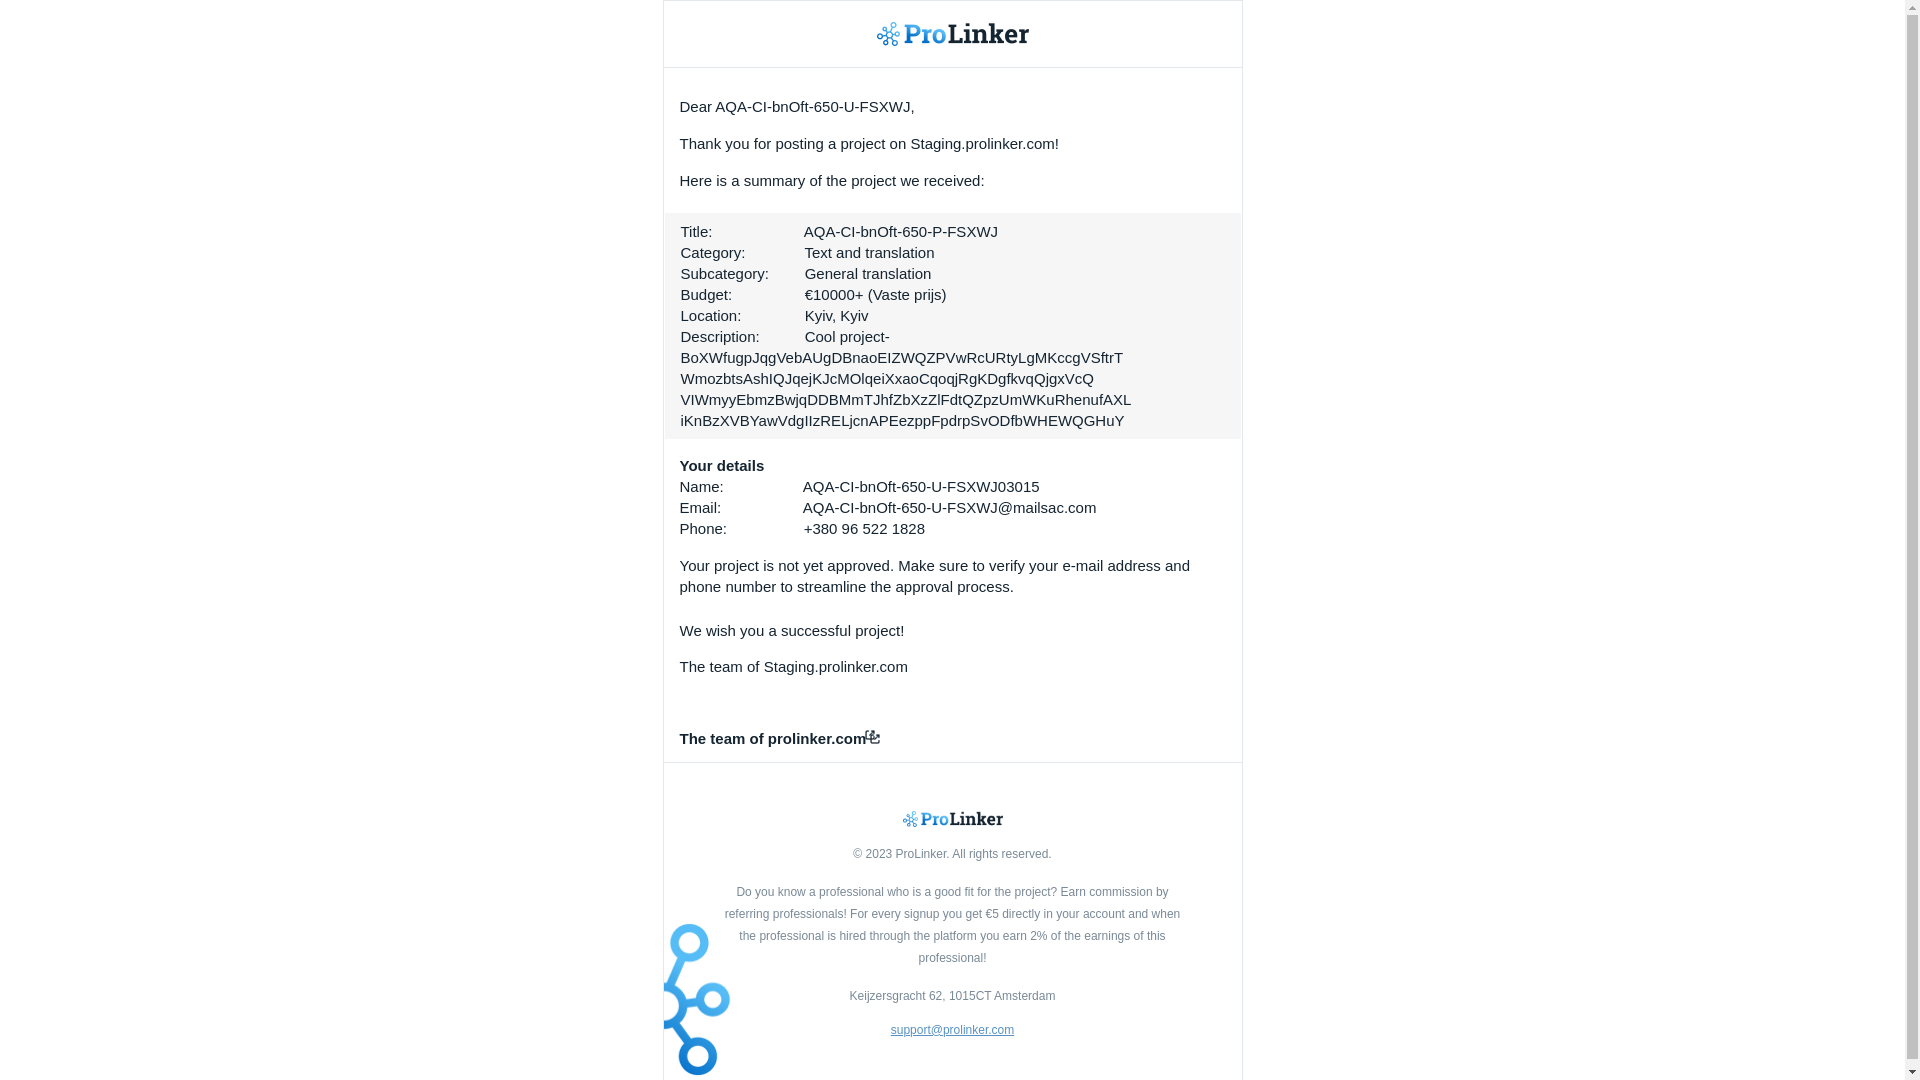 ProLinker
Dear AQA-CI-bnOft-650-U-FSXWJ,
Thank you for posting a project on Staging.prolinker.com!
Here is a summary of the project we received:
Title: AQA-CI-bnOft-650-P-FSXWJ
Category: Text and translation
Subcategory: General translation
Budget: €10000+ (Vaste prijs)
Location: Kyiv, Kyiv
Description: Cool project-
BoXWfugpJqgVebAUgDBnaoEIZWQZPVwRcURtyLgMKccgVSftrT
WmozbtsAshIQJqejKJcMOlqeiXxaoCqoqjRgKDgfkvqQjgxVcQ
VIWmyyEbmzBwjqDDBMmTJhfZbXzZlFdtQZpzUmWKuRhenufAXL
iKnBzXVBYawVdgIIzRELjcnAPEezppFpdrpSvODfbWHEWQGHuY
Your details
Name: AQA-CI-bnOft-650-U-FSXWJ03015
Email: AQA-CI-bnOft-650-U-FSXWJ@mailsac.com
Phone: +380 96 522 1828
Your project is not yet approved. Make sure to verify your e-mail address and
phone number to streamline the approval process.
We wish you a successful project!
The team of Staging.prolinker.com
The team of prolinker.com
ProLinker
© 2023 ProLinker. All rights reserved.
Do you know a professional who is a good fit for the project? Earn commission by
referring professionals! For every signup you get €5 directly in your account and when
the professional is hired through the platform you earn 2% of the earnings of this
professional!
Keijzersgracht 62, 1015CT Amsterdam
support@prolinker.com